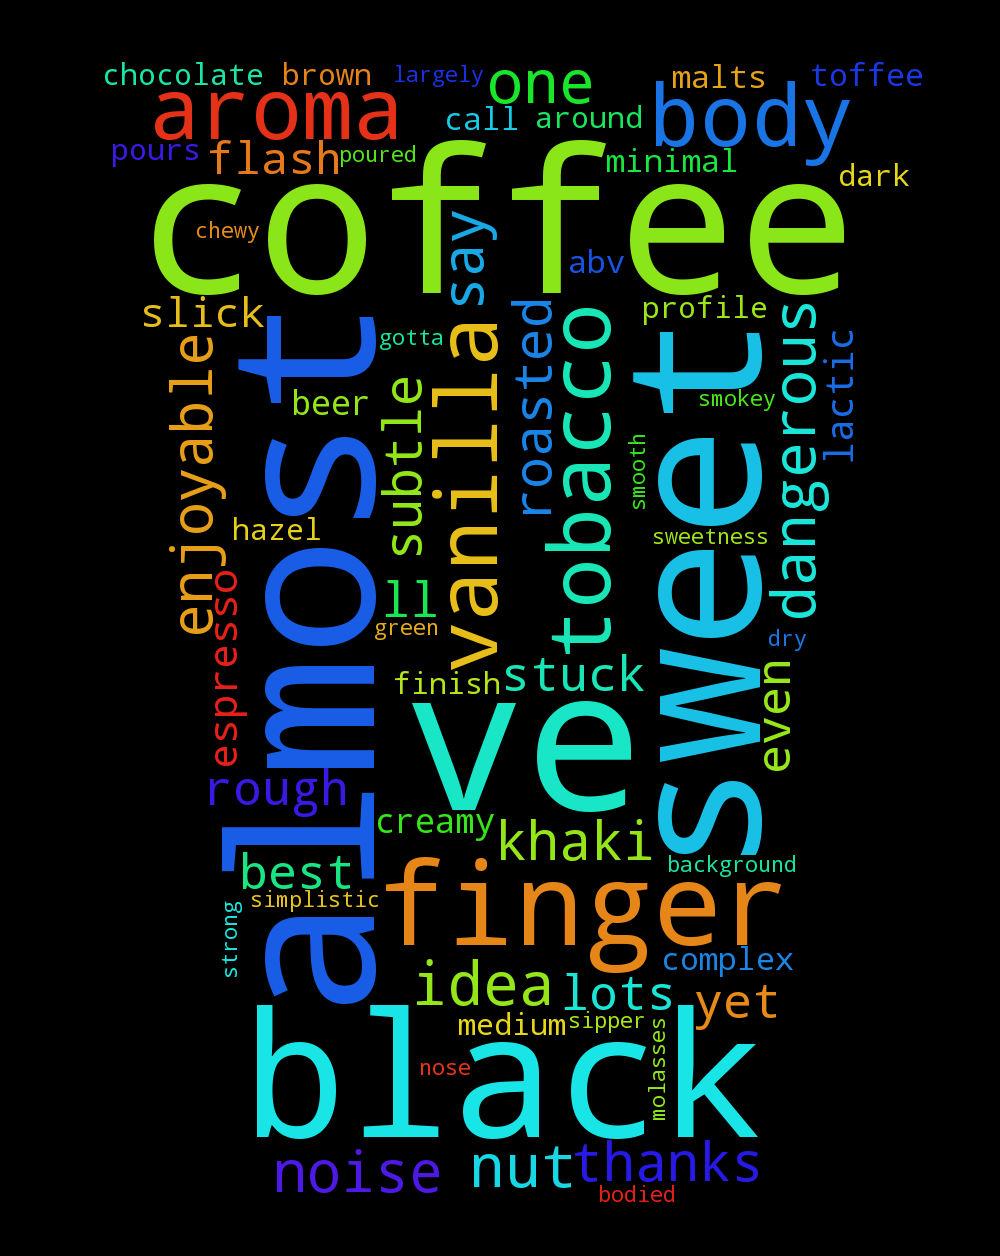 chocolate
brown
largely
one
malts
toffee
aroma
call
around
body
pours
flash
poured
minimal
dark
coffee
chewy
say
abv
slick
gotta
roasted
profile
enjoyable
almost
beer
subtle
vanilla
tobacco
sweet
smokey
dangerous
lactic
smooth
hazel
sweetness
espresso
ll
green
dry
finish
stuck
even
ve
rough
creamy
khaki
best
background
simplistic
finger
strong
complex
idea
lots
yet
medium
sipper
black
nose
molasses
noise
nut
thanks
bodied